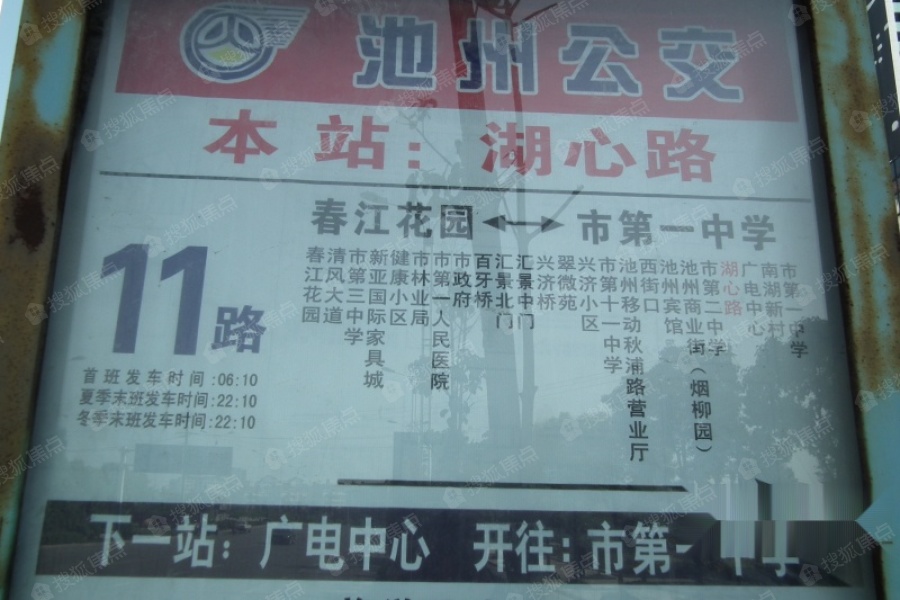 池州公交
本站：湖心路
春江花园←→市第一中学
11路
首班发车时间:06:10
夏季末班发车时间:22:10
冬季末班发车时间:22:10
春江花园
清风大道
市第三中学
新亚国际家具城
健康小区
市林业局
市第一人民医院
市政府
百牙桥
汇景北门
汇景中门
兴济桥
翠微苑
兴济小区
市第十一中学
池州移动秋浦路营业厅
西街口
池州宾馆
池州商业街（烟柳园）
市第二中学
湖心路
广电中心
南湖新村
市第一中学
下一站：广电中心 开往：市第一中学
搜狐焦点